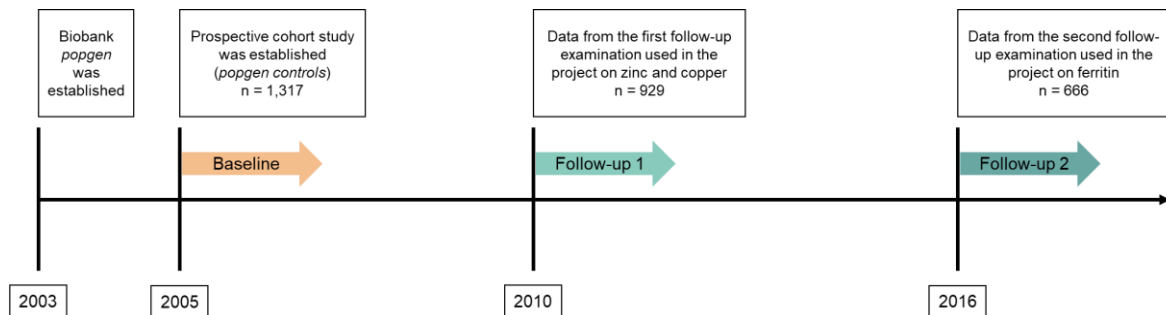 Biobank
popgen
was
established
Prospective cohort study
was established
(popgen controls)
n = 1,317
Data from the first follow-up
examination used in the
project on zinc and copper
n = 929
Data from the second follow-
up examination used in the
project on ferritin
n = 666
Baseline
Follow-up 1
Follow-up 2
2003
2005
2010
2016